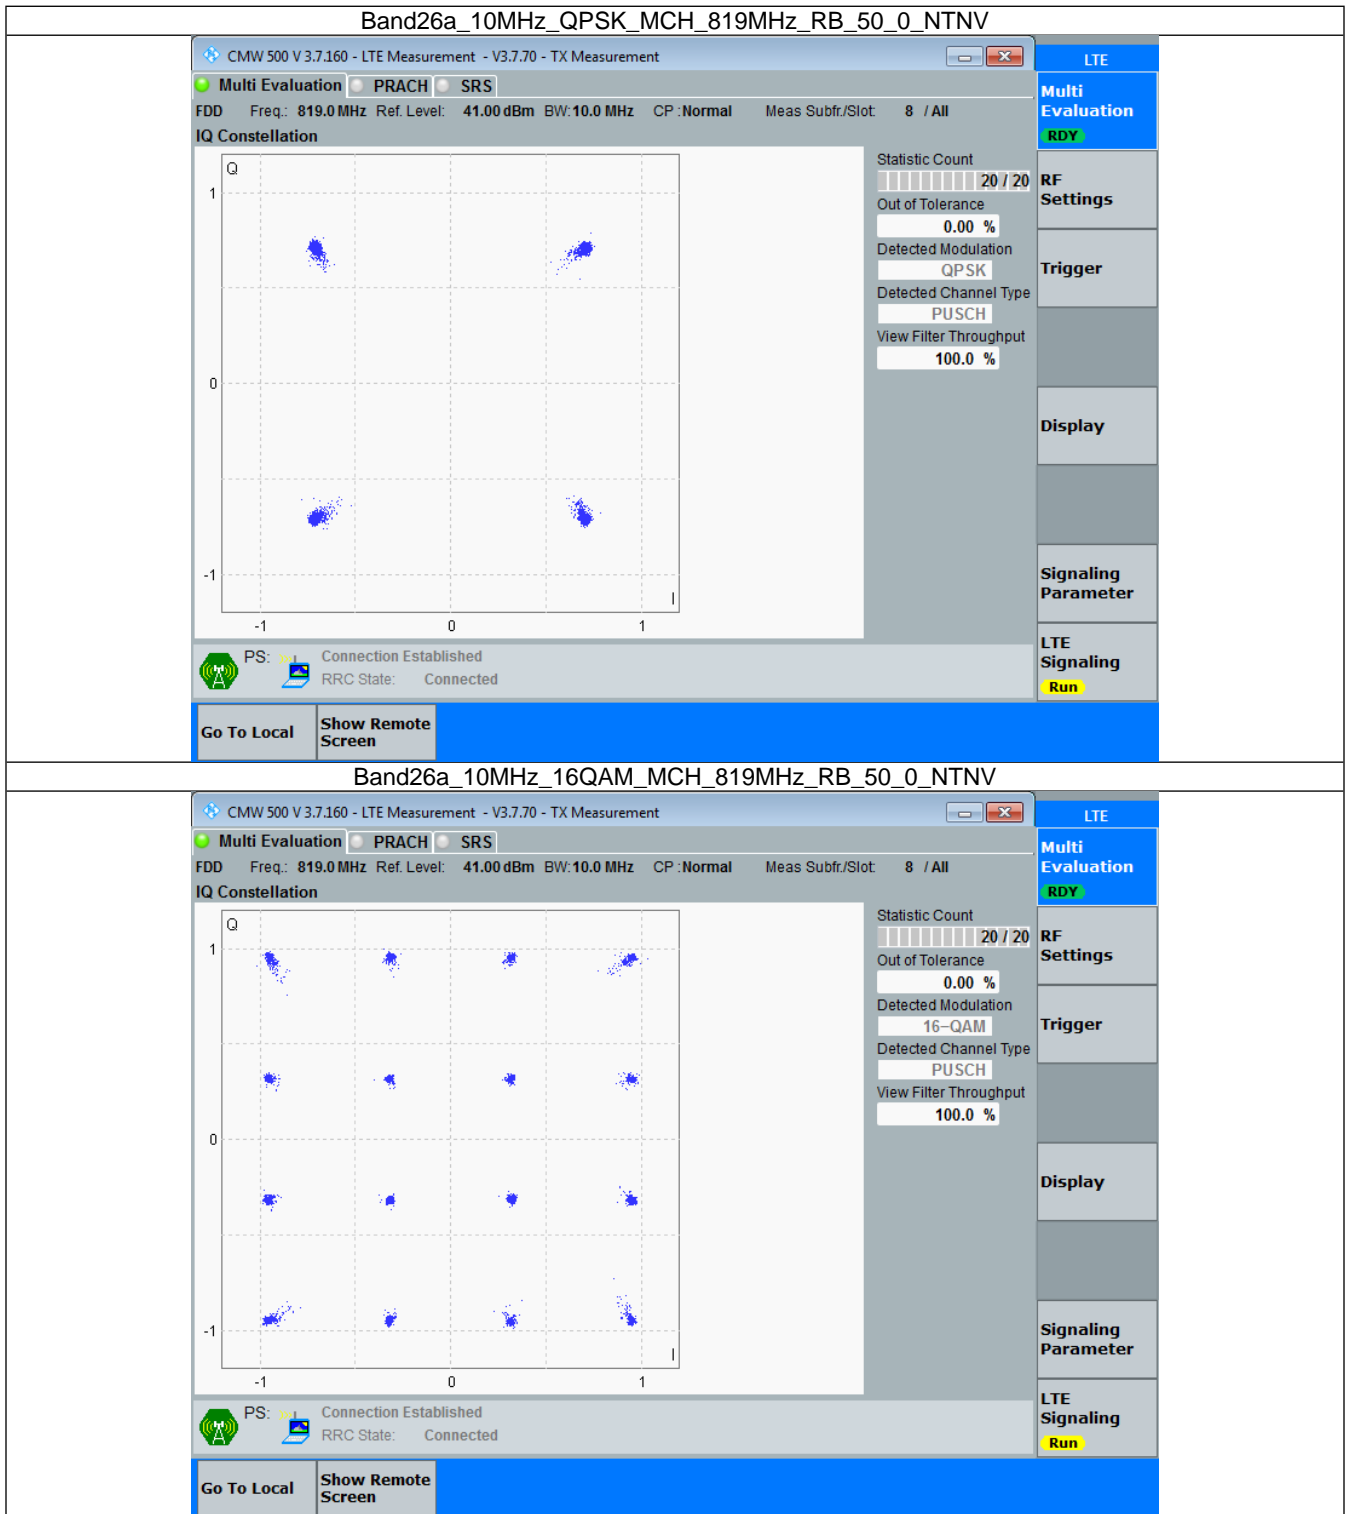 Band26a_10MHz_QPSK_MCH_819MHz_RB_50_0_NTNV
CMW 500 V 3.7.160 - LTE Measurement - V3.7.70 - TX Measurement
LTE
Multi Evaluation PRACH SRS
FDD Freq.: 819.0 MHz Ref. Level: 41.00 dBm BW: 10.0 MHz CP : Normal Meas Subfr./Slot: 8 / All
IQ Constellation
Q
1
0
-1
I
-1 0 1
Statistic Count
20 / 20
Out of Tolerance
0.00 %
Detected Modulation
QPSK
Detected Channel Type
PUSCH
View Filter Throughput
100.0 %
Multi
Evaluation
RDY
RF
Settings
Trigger
Display
Signaling
Parameter
LTE
Signaling
Run
PS: Connection Established
RRC State: Connected
Go To Local
Show Remote
Screen
Band26a_10MHz_16QAM_MCH_819MHz_RB_50_0_NTNV
CMW 500 V 3.7.160 - LTE Measurement - V3.7.70 - TX Measurement
LTE
Multi Evaluation PRACH SRS
FDD Freq.: 819.0 MHz Ref. Level: 41.00 dBm BW: 10.0 MHz CP : Normal Meas Subfr./Slot: 8 / All
IQ Constellation
Q
1
0
-1
I
-1 0 1
Statistic Count
20 / 20
Out of Tolerance
0.00 %
Detected Modulation
16-QAM
Detected Channel Type
PUSCH
View Filter Throughput
100.0 %
Multi
Evaluation
RDY
RF
Settings
Trigger
Display
Signaling
Parameter
LTE
Signaling
Run
PS: Connection Established
RRC State: Connected
Go To Local
Show Remote
Screen